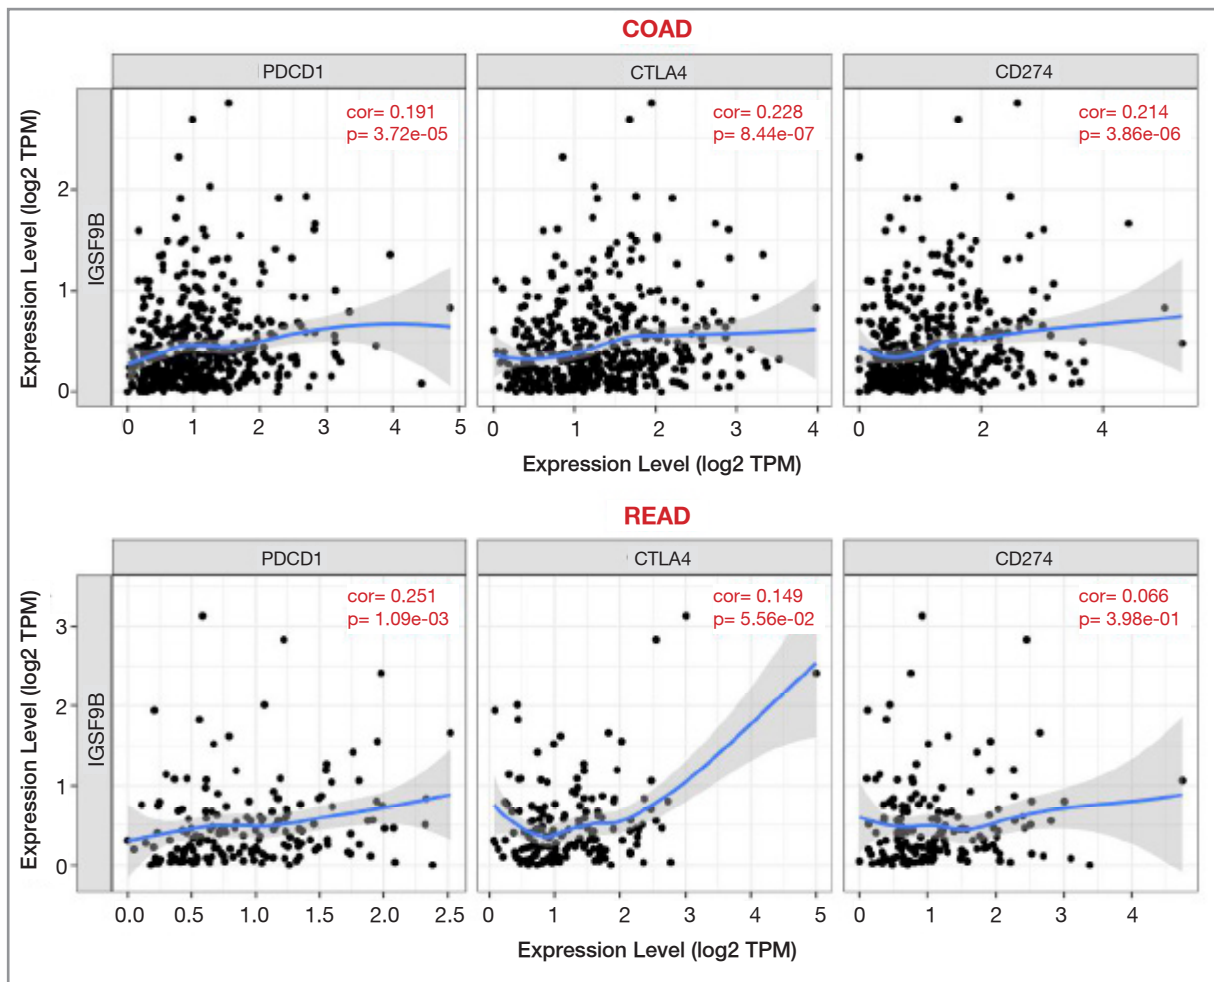 COAD
PDCD1
CTLA4
CD274
Expression Level (log2 TPM)
IGSF9B
cor= 0.191
p= 3.72e-05
cor= 0.228
p= 8.44e-07
cor= 0.214
p= 3.86e-06
2
1
0
0 1 2 3 4 5
0 1 2 3 4
0 2 4
Expression Level (log2 TPM)
READ
PDCD1
CTLA4
CD274
Expression Level (log2 TPM)
IGSF9B
cor= 0.251
p= 1.09e-03
cor= 0.149
p= 5.56e-02
cor= 0.066
p= 3.98e-01
3
2
1
0
0.0 0.5 1.0 1.5 2.0 2.5
0 1 2 3 4 5
0 1 2 3 4
Expression Level (log2 TPM)